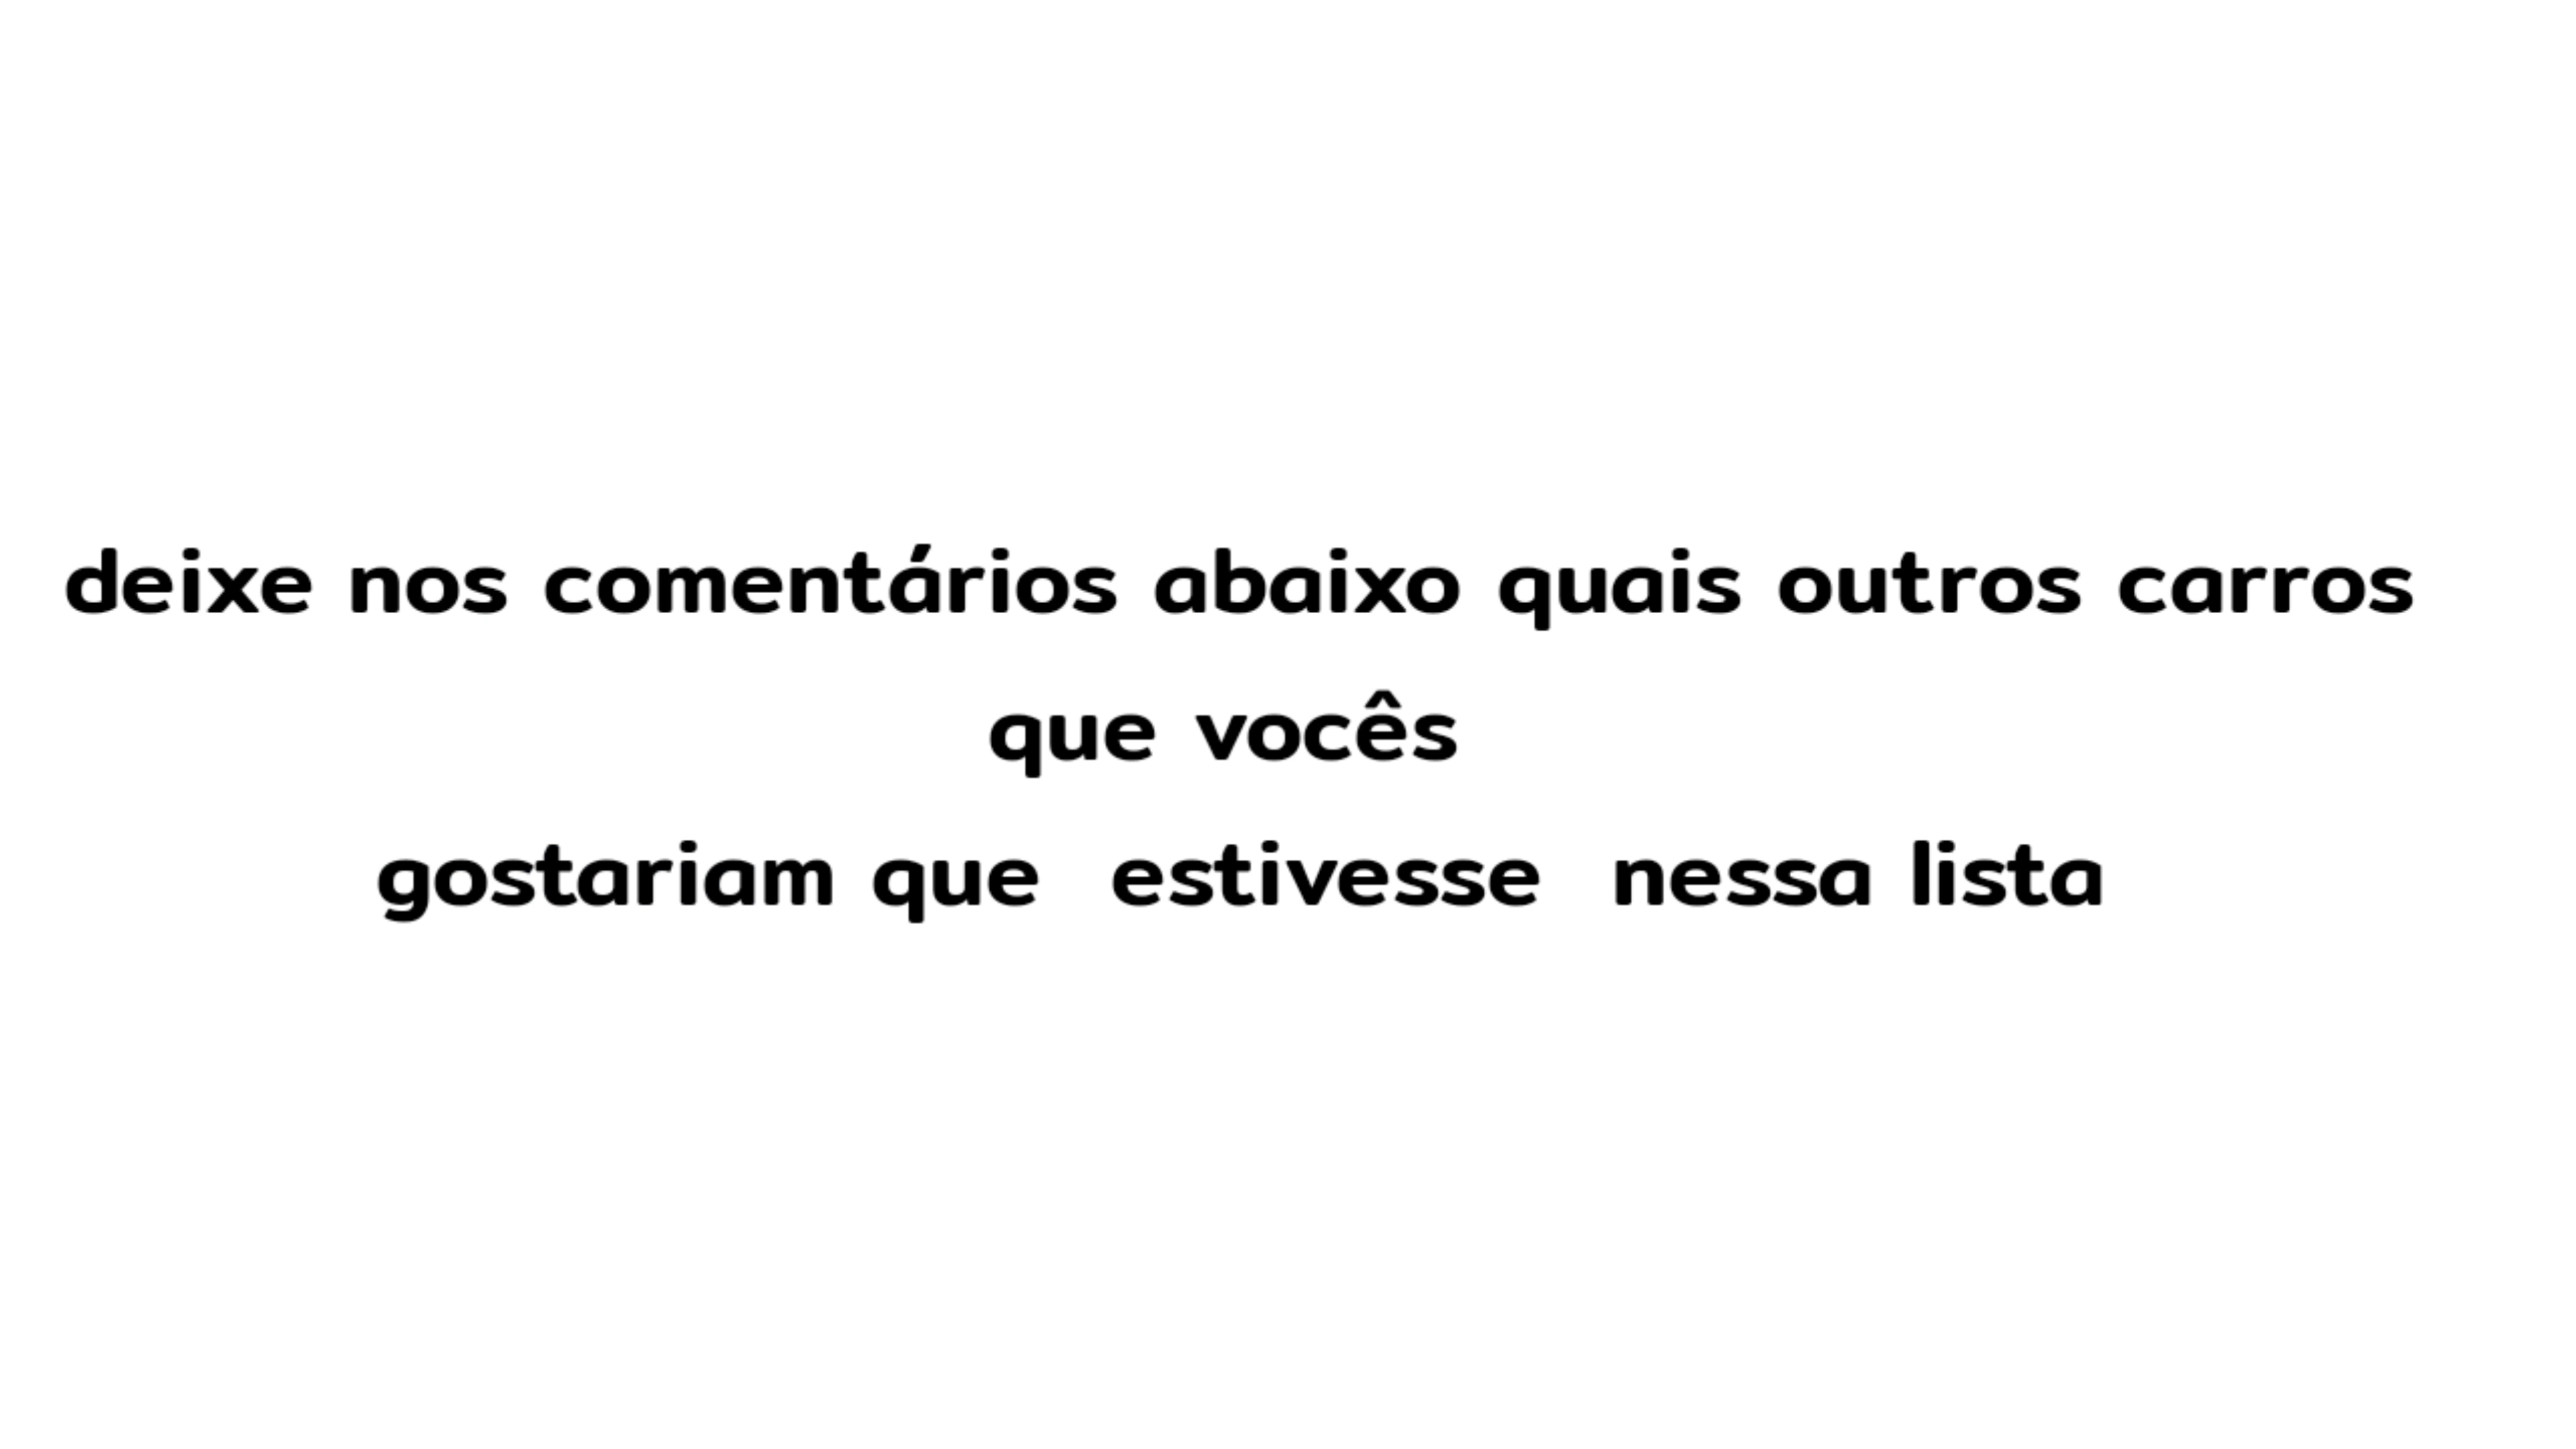 deixe nos comentários abaixo quais outros carros
que vocês
gostariam que estivesse nessa lista